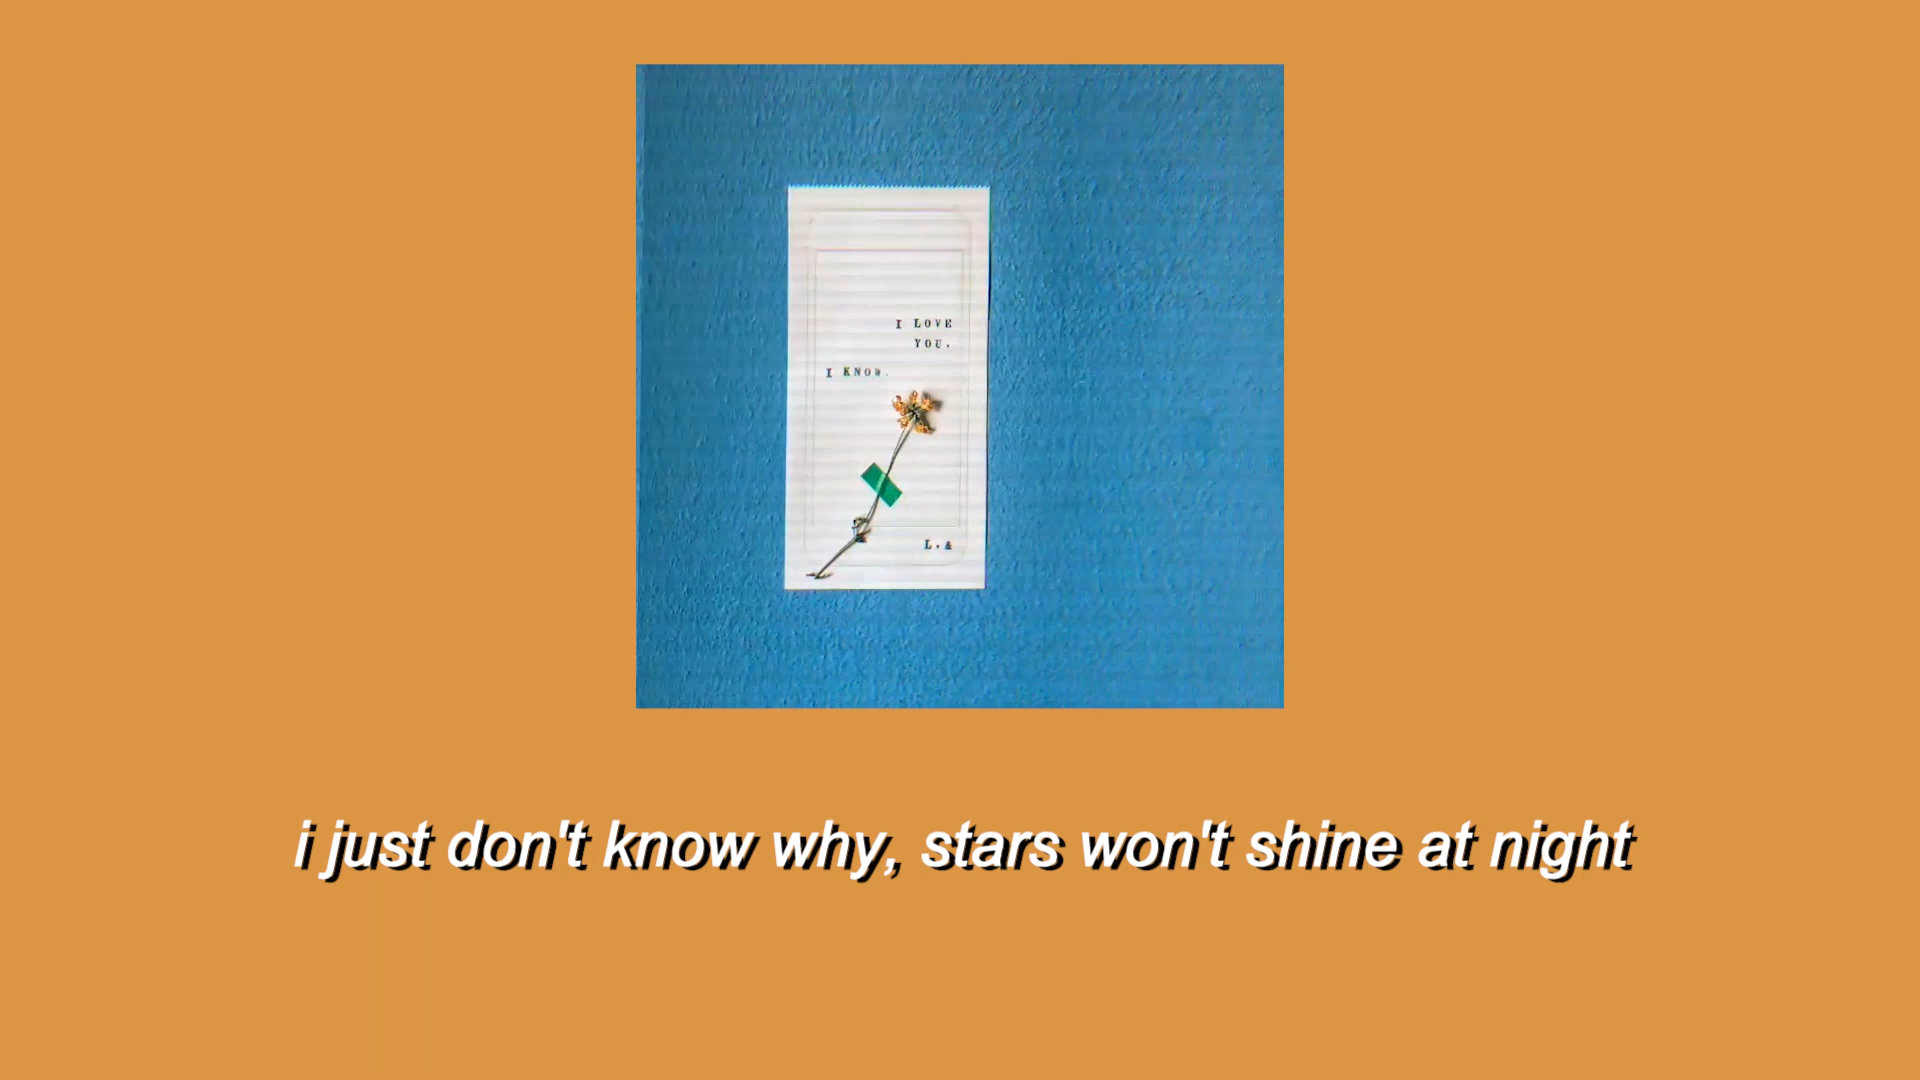 I LOVE
YOU.
I KNOW.
L.&
i just don't know why, stars won't shine at night